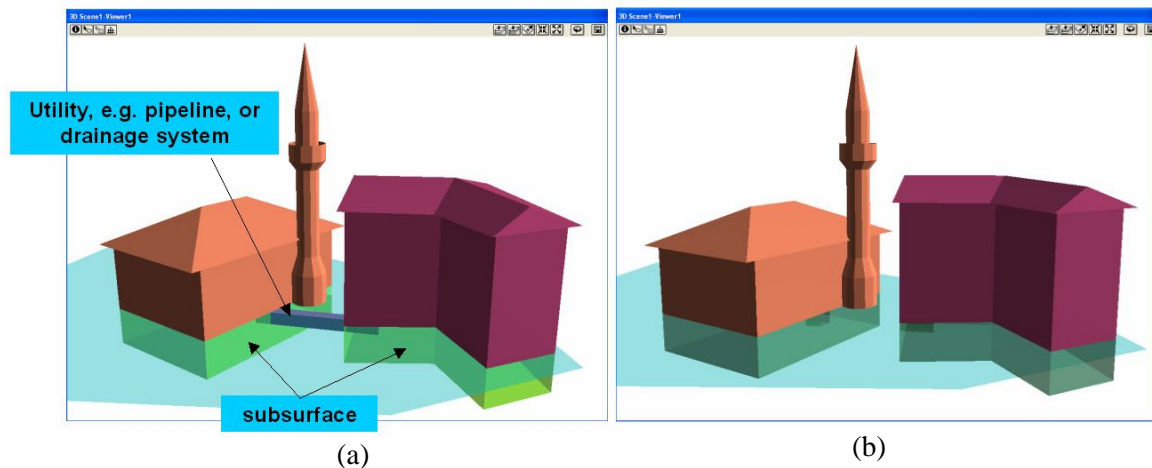 3D Scene1-Viewer1
3D Scene1-Viewer1
Utility, e.g. pipeline, or
drainage system
subsurface
(a)
(b)